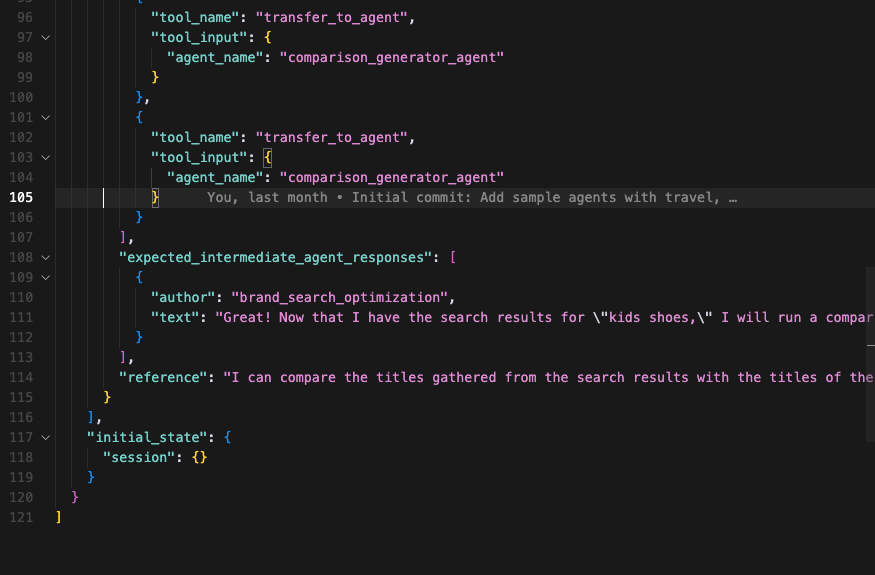 96 "tool_name": "transfer_to_agent",
97 "tool_input": {
98 "agent_name": "comparison_generator_agent"
99 }
100 },
101 {
102 "tool_name": "transfer_to_agent",
103 "tool_input": {
104 "agent_name": "comparison_generator_agent"
105 } You, last month • Initial commit: Add sample agents with travel, …
106 }
107 ],
108 "expected_intermediate_agent_responses": [
109 {
110 "author": "brand_search_optimization",
111 "text": "Great! Now that I have the search results for \"kids shoes,\" I will run a compar
112 }
113 ],
114 "reference": "I can compare the titles gathered from the search results with the titles of the
115 }
116 ],
117 "initial_state": {
118 "session": {}
119 }
120 }
121 ]